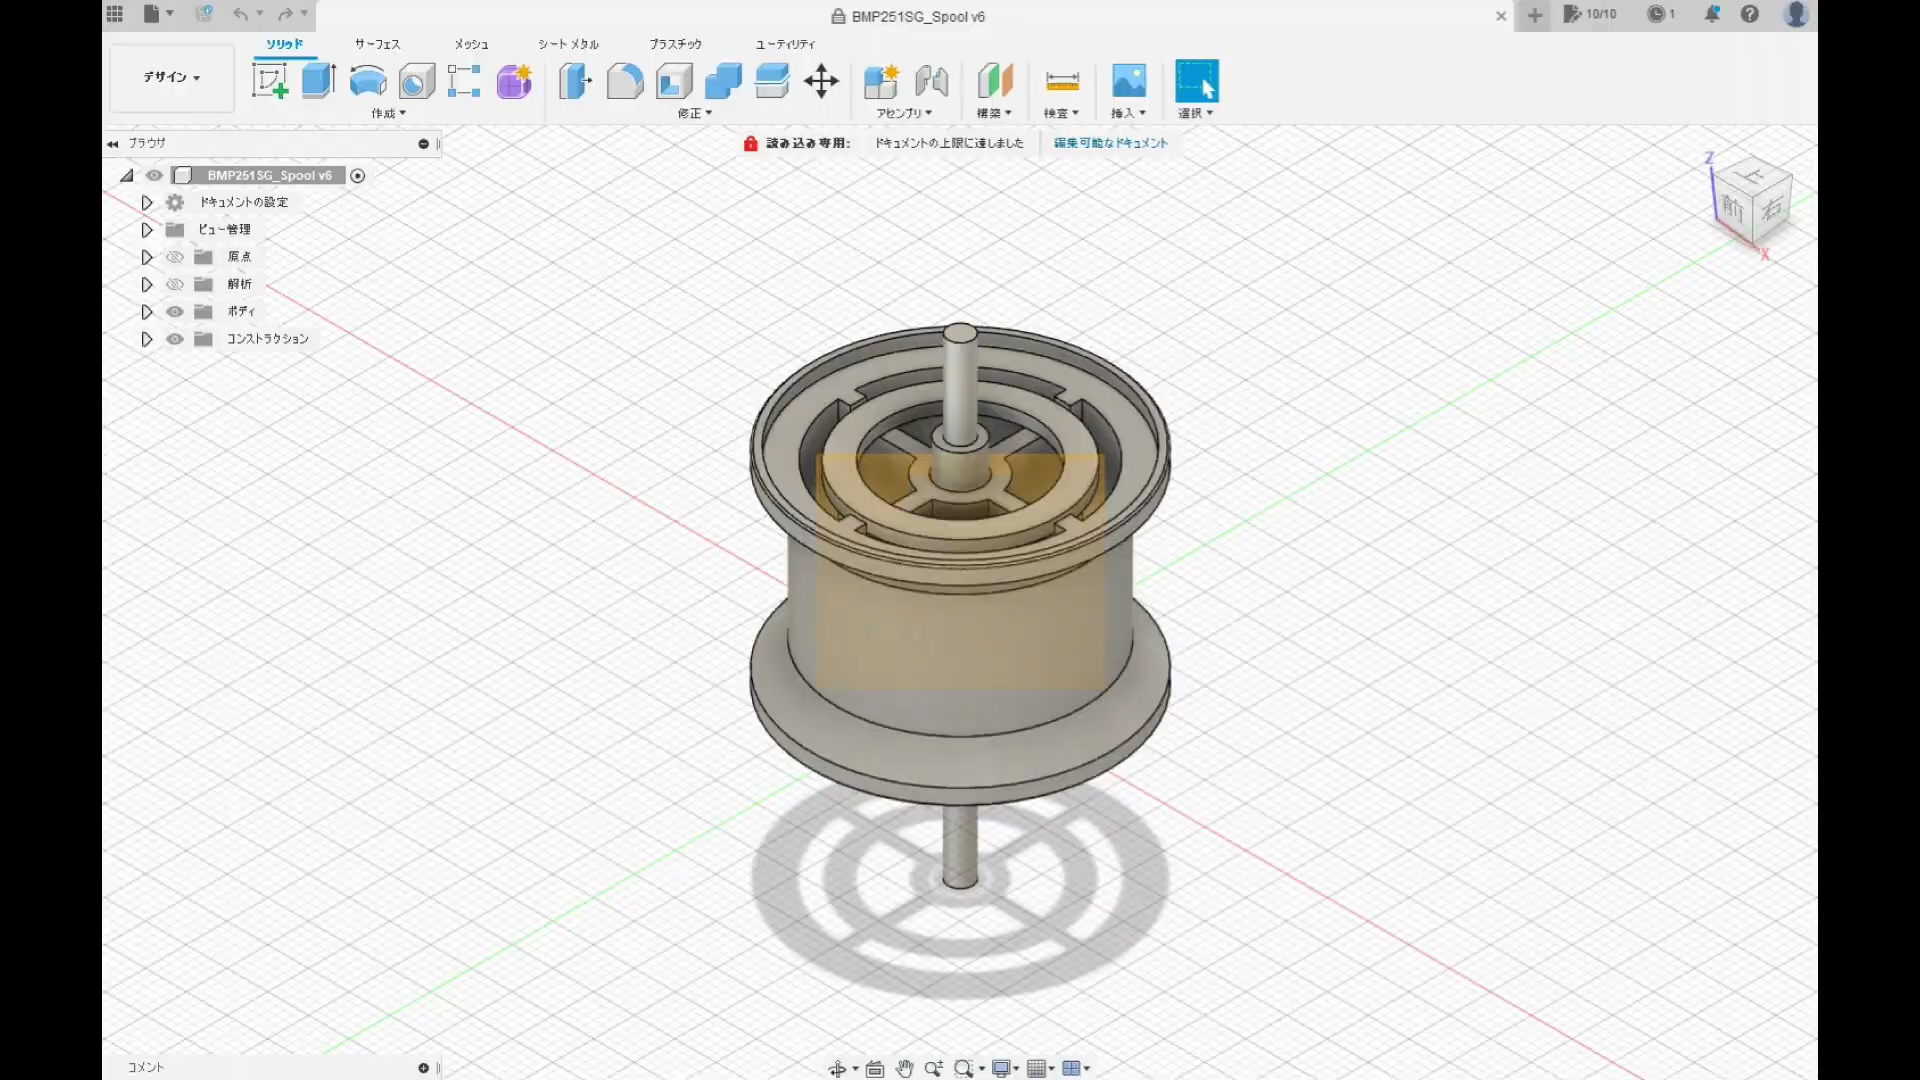 BMP251SG_Spool v6
10/10
1
デザイン
ソリッド
サーフェス
メッシュ
シート メタル
プラスチック
ユーティリティ
作成
修正
アセンブリ
構築
検査
挿入
選択
ブラウザ
読み込み専用: ドキュメントの上限に達しました 編集可能なドキュメント
BMP251SG_Spool v6
ドキュメントの設定
ビュー管理
原点
解析
ボディ
コンストラクション
Z
上
前
右
X
コメント